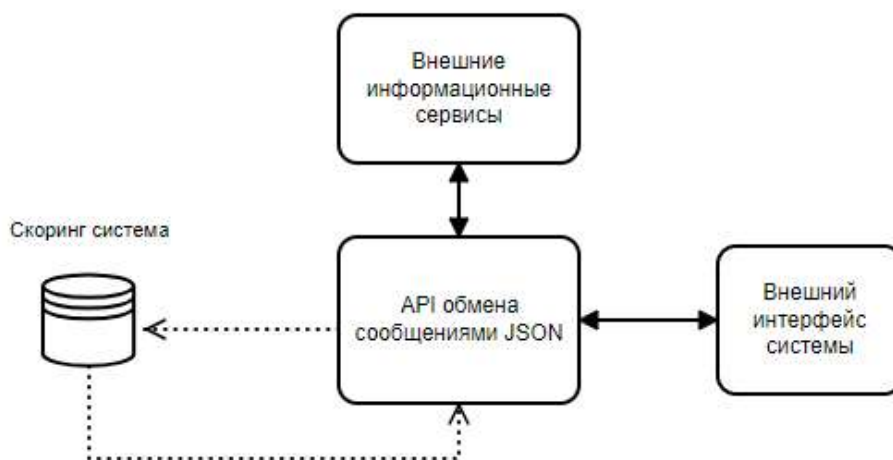 Внешние
информационные
сервисы
Скоринг система
API обмена
сообщениями JSON
Внешний
интерфейс
системы